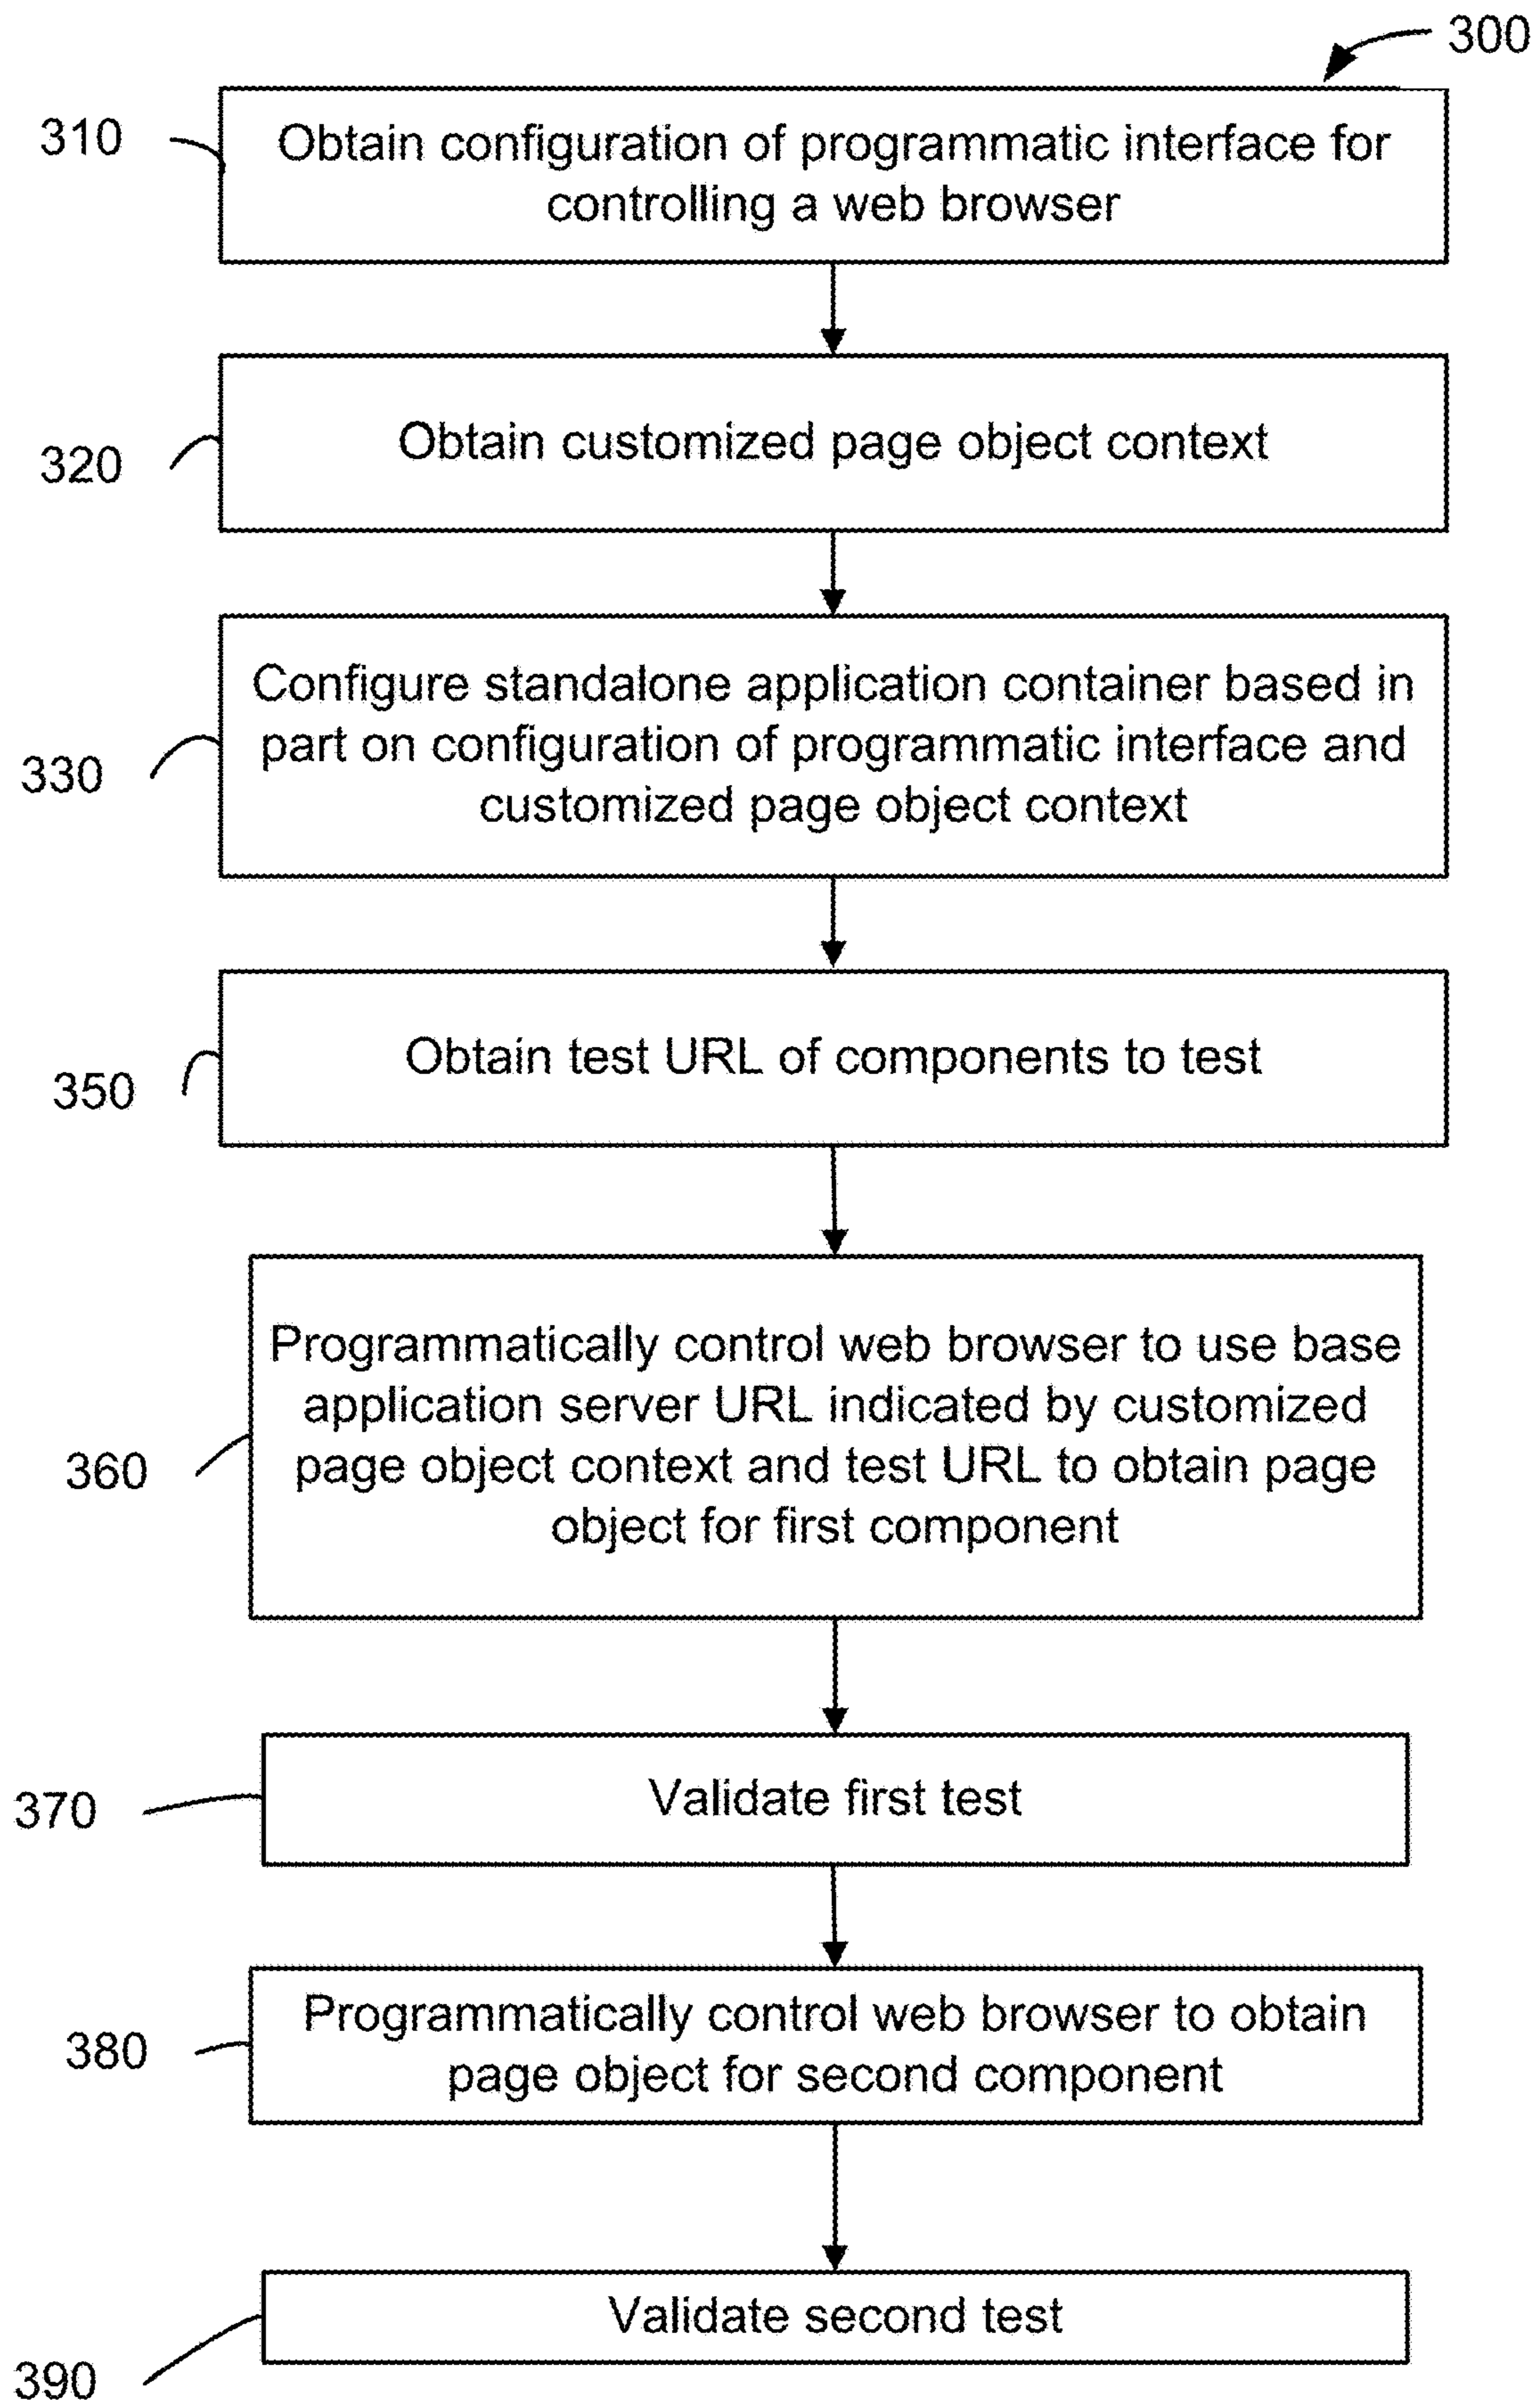 300
310
Obtain configuration of programmatic interface for
controlling a web browser
320
Obtain customized page object context
330
Configure standalone application container based in
part on configuration of programmatic interface and
customized page object context
350
Obtain test URL of components to test
360
Programmatically control web browser to use base
application server URL indicated by customized
page object context and test URL to obtain page
object for first component
370
Validate first test
380
Programmatically control web browser to obtain
page object for second component
390
Validate second test